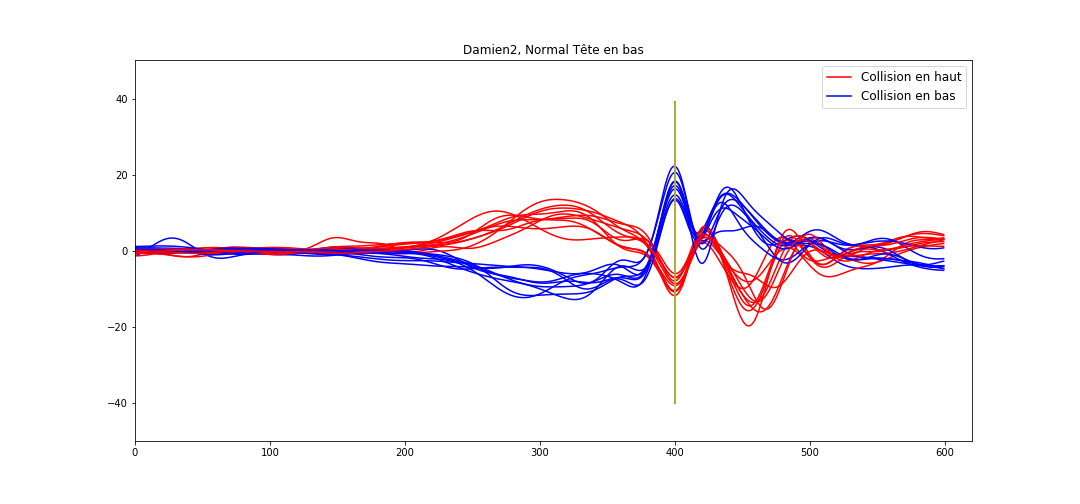 Damien2, Normal Tête en bas
Collision en haut
Collision en bas
40
20
0
−20
−40
0 100 200 300 400 500 600